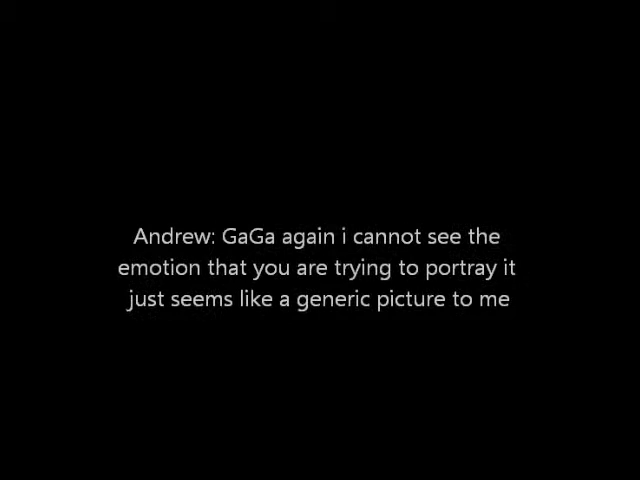 Andrew: GaGa again i cannot see the
emotion that you are trying to portray it
just seems like a generic picture to me